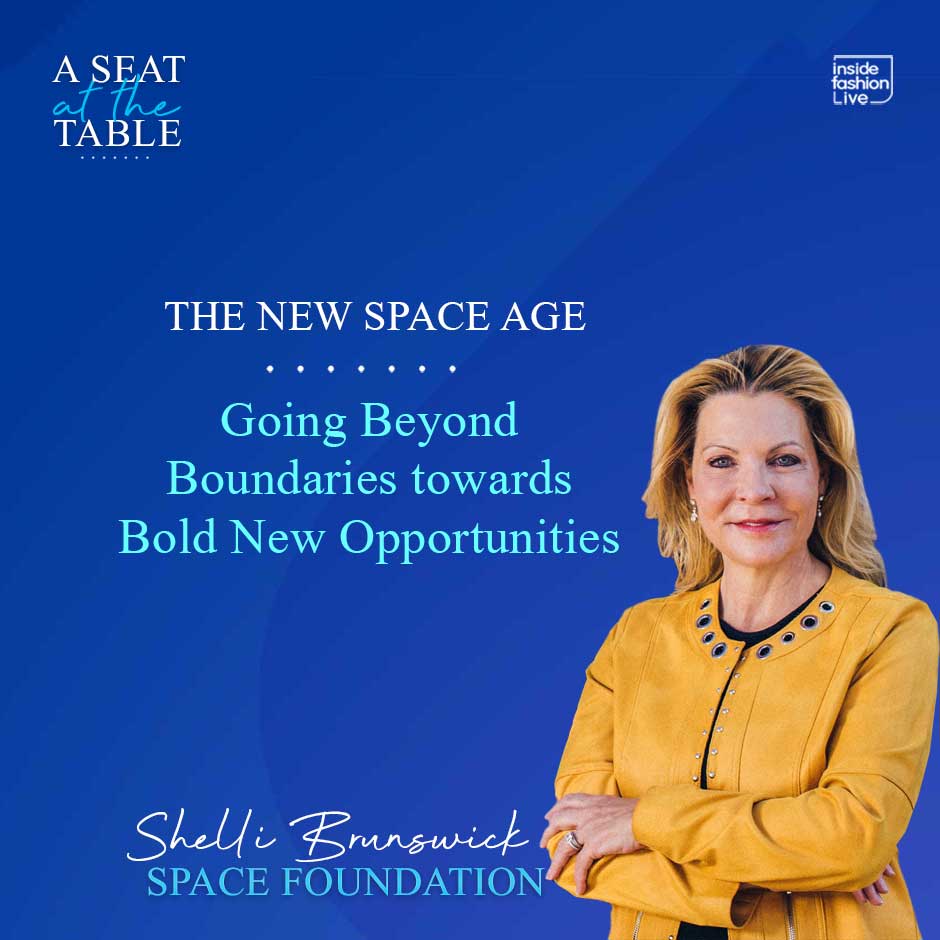 A SEAT
at the
TABLE
inside
fashion
Live
THE NEW SPACE AGE
Going Beyond
Boundaries towards
Bold New Opportunities
Shelli Brunswick
SPACE FOUNDATION